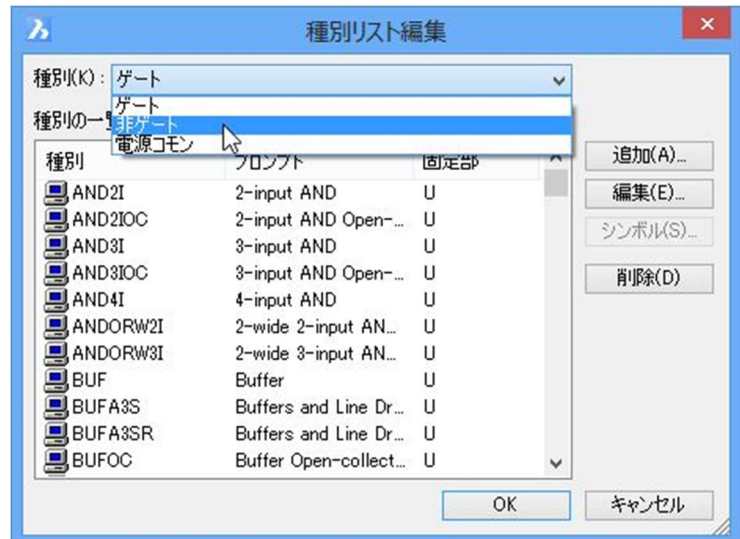 種別リスト編集
種別(K): ゲート
ゲート
非ゲート
電源コモン
種別の一
種別 プロンプト 固定部
AND2I 2-input AND U
AND2IOC 2-input AND Open-... U
AND3I 3-input AND U
AND3IOC 3-input AND Open-... U
AND4I 4-input AND U
ANDORW2I 2-wide 2-input AN... U
ANDORW3I 2-wide 3-input AN... U
BUF Buffer U
BUFA3S Buffers and Line Dr... U
BUFA3SR Buffers and Line Dr... U
BUFOC Buffer Open-collect... U
追加(A)...
編集(E)...
シンボル(S)...
削除(D)
OK キャンセル